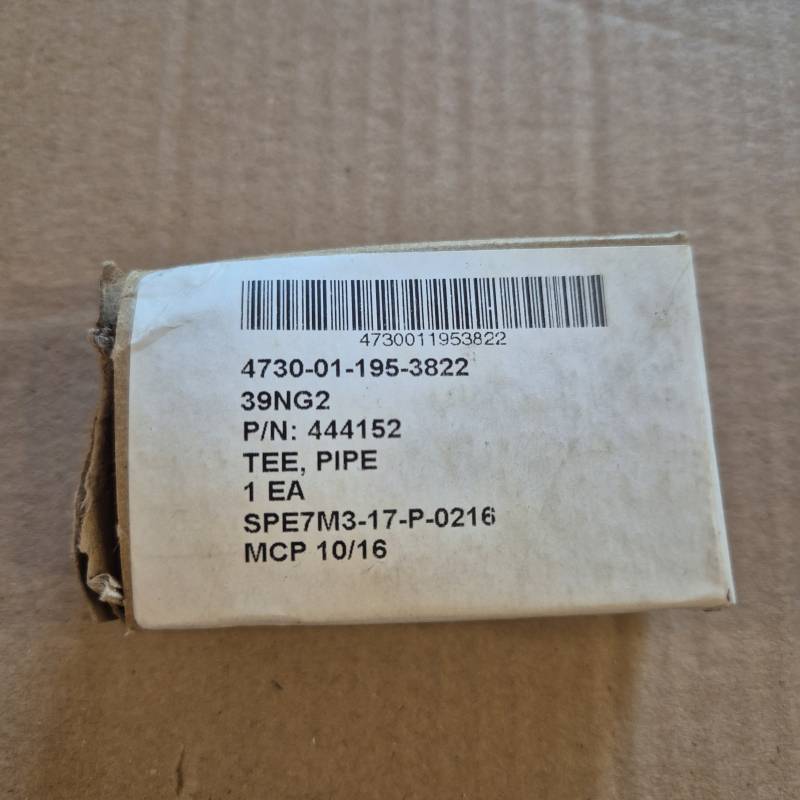 4730011953822
4730-01-195-3822
39NG2
P/N: 444152
TEE, PIPE
1 EA
SPE7M3-17-P-0216
MCP 10/16